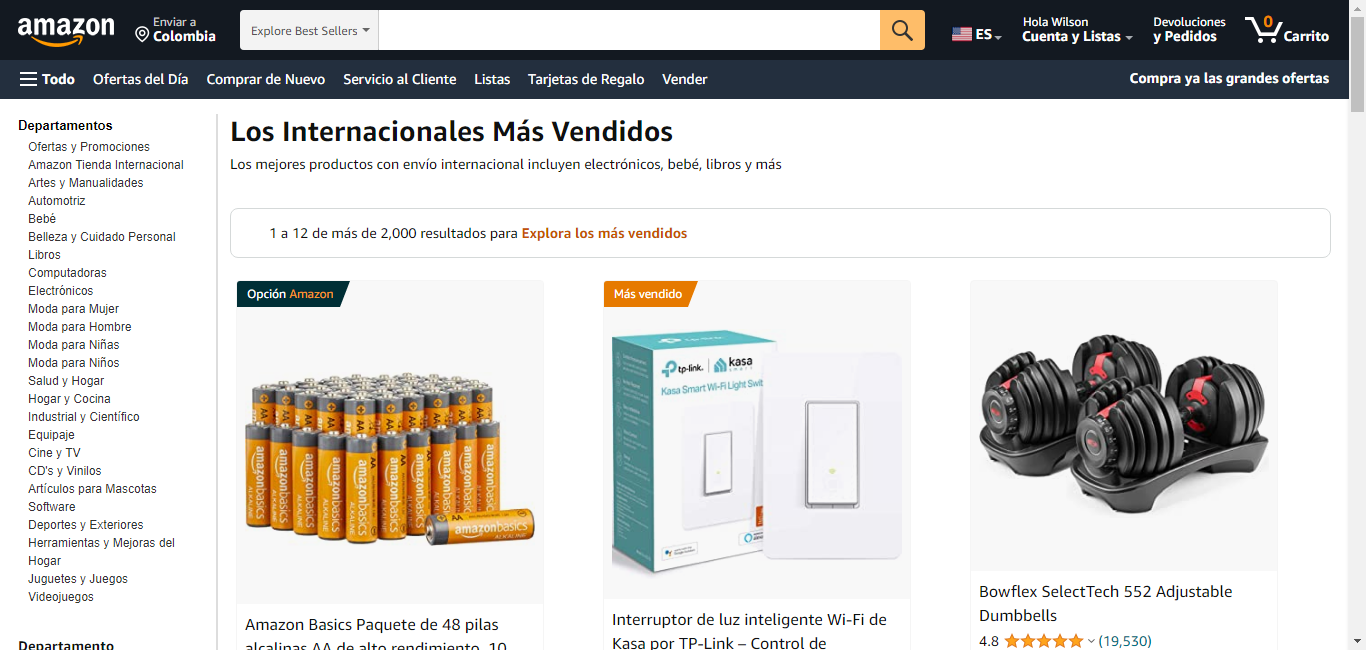 amazon
Enviar a
Colombia
Explore Best Sellers
ES
Hola Wilson
Cuenta y Listas
Devoluciones
y Pedidos
0
Carrito
Todo
Ofertas del Día
Comprar de Nuevo
Servicio al Cliente
Listas
Tarjetas de Regalo
Vender
Compra ya las grandes ofertas
Departamentos
Ofertas y Promociones
Amazon Tienda Internacional
Artes y Manualidades
Automotriz
Bebé
Belleza y Cuidado Personal
Libros
Computadoras
Electrónicos
Moda para Mujer
Moda para Hombre
Moda para Niñas
Moda para Niños
Salud y Hogar
Hogar y Cocina
Industrial y Científico
Equipaje
Cine y TV
CD's y Vinilos
Artículos para Mascotas
Software
Deportes y Exteriores
Herramientas y Mejoras del
Hogar
Juguetes y Juegos
Videojuegos
Departamento
Los Internacionales Más Vendidos
Los mejores productos con envío internacional incluyen electrónicos, bebé, libros y más
1 a 12 de más de 2,000 resultados para Explora los más vendidos
Opción Amazon
amazonbasics
ALKALINE
AA
Amazon Basics Paquete de 48 pilas
alcalinas AA de alto rendimiento, 10
Más vendido
tp-link
kasa
smart
Kasa Smart Wi-Fi Light Swit
Interruptor de luz inteligente Wi-Fi de
Kasa por TP-Link – Control de
Bowflex SelectTech 552 Adjustable
Dumbbells
4.8
(19,530)